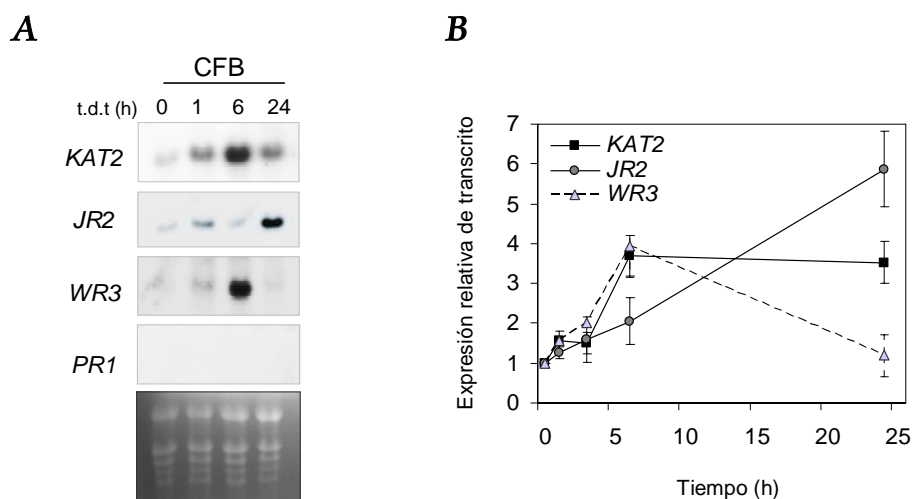 A
CFB
t.d.t (h) 0 1 6 24
KAT2
JR2
WR3
PR1
B
Expresión relativa de transcrito
7
6
5
4
3
2
1
0
KAT2
JR2
WR3
0 5 10 15 20 25
Tiempo (h)